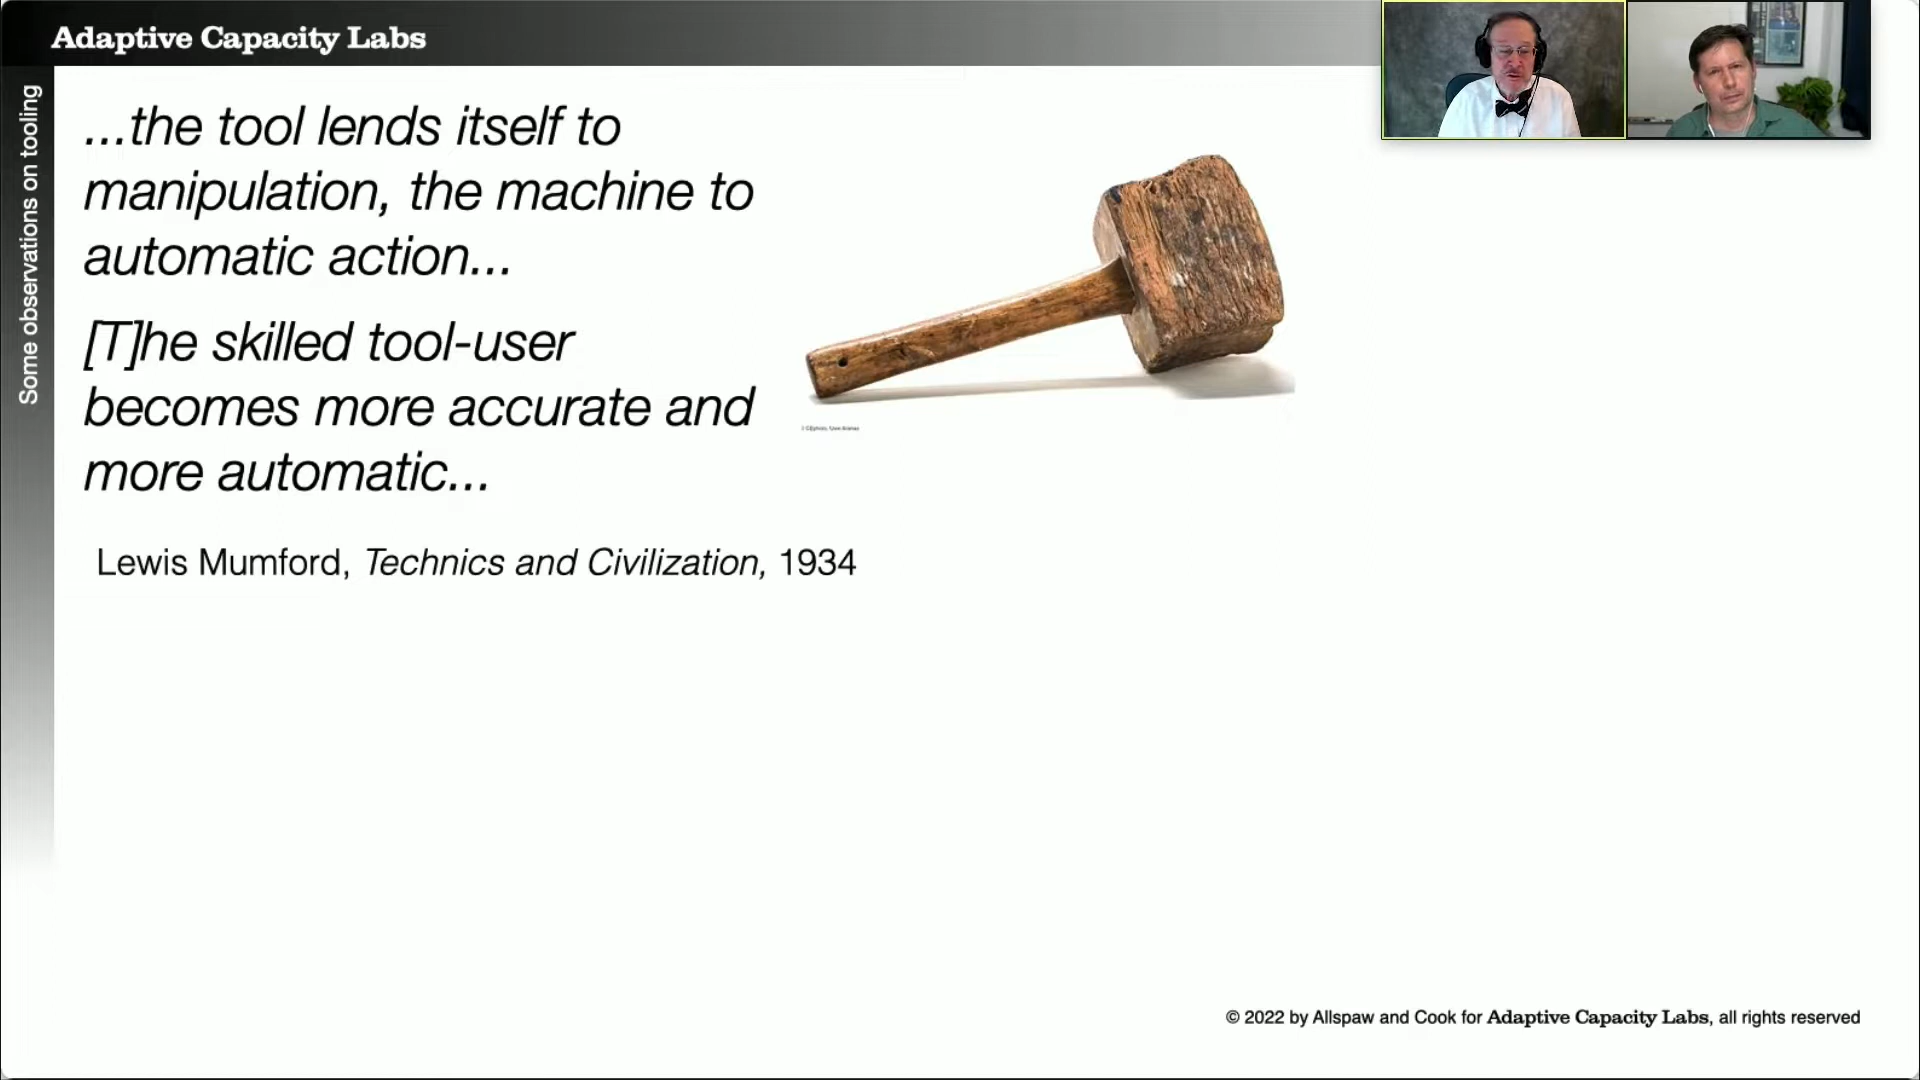 Adaptive Capacity Labs
Some observations on tooling
...the tool lends itself to
manipulation, the machine to
automatic action...
[T]he skilled tool-user
becomes more accurate and
more automatic...
Lewis Mumford, Technics and Civilization, 1934
© 2022 by Allspaw and Cook for Adaptive Capacity Labs, all rights reserved